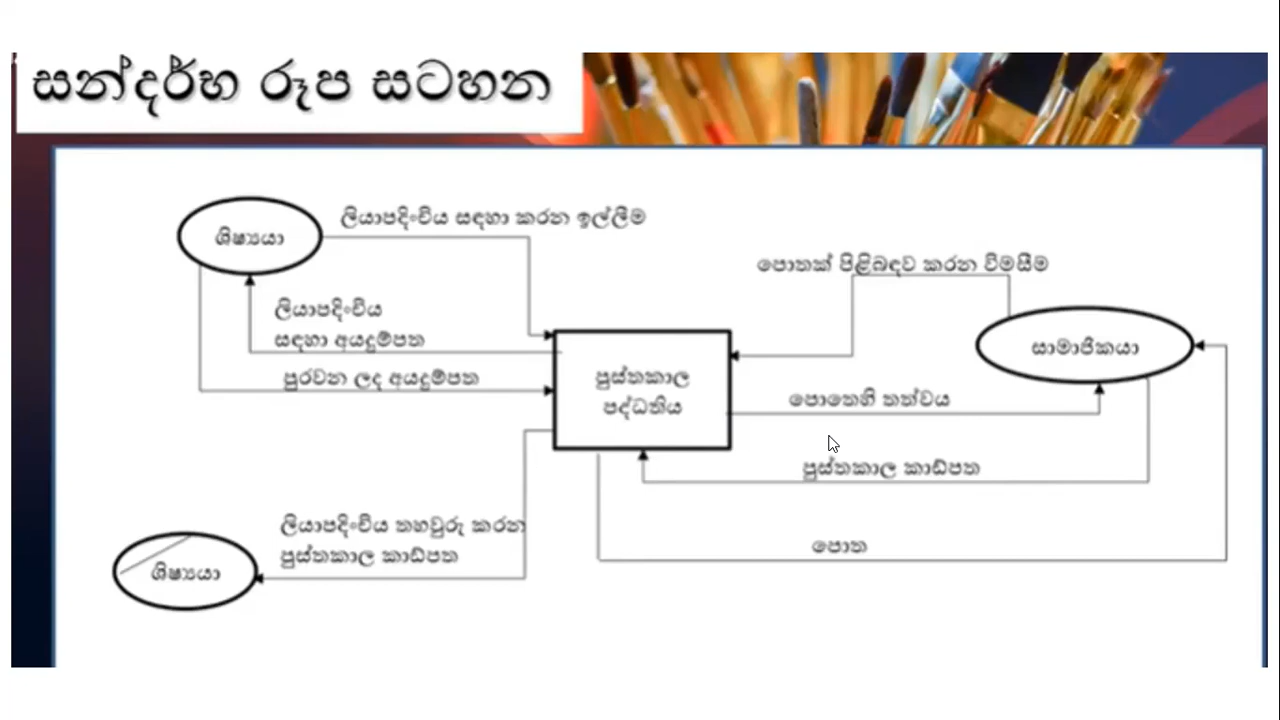 සන්දර්භ රූප සටහන
ශිෂ්‍යයා
ලියාපදිංචිය සඳහා කරන ඉල්ලීම
පොතක් පිළිබඳව කරන විමසීම
ලියාපදිංචිය
සඳහා අයදුම්පත
සාමාජිකයා
පුරවන ලද අයදුම්පත
පුස්තකාල
පද්ධතිය
පොතෙහි තත්වය
පුස්තකාල කාඩ්පත
ලියාපදිංචිය තහවුරු කරන
පුස්තකාල කාඩ්පත
පොත
ශිෂ්‍යයා